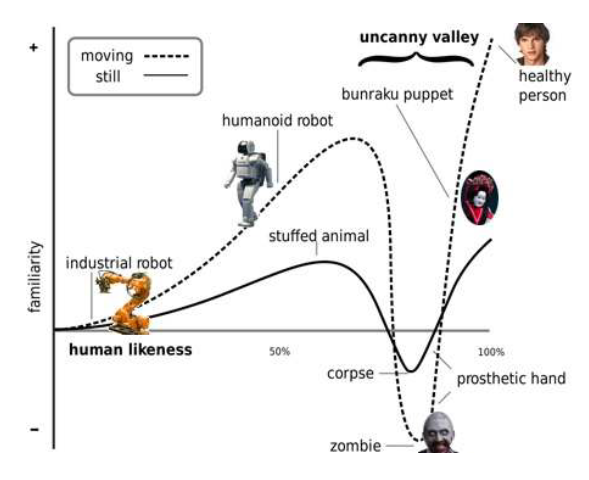 +
uncanny valley
moving
still
healthy
person
bunraku puppet
humanoid robot
stuffed animal
industrial robot
familiarity
human likeness
50%
100%
corpse
prosthetic hand
–
zombie